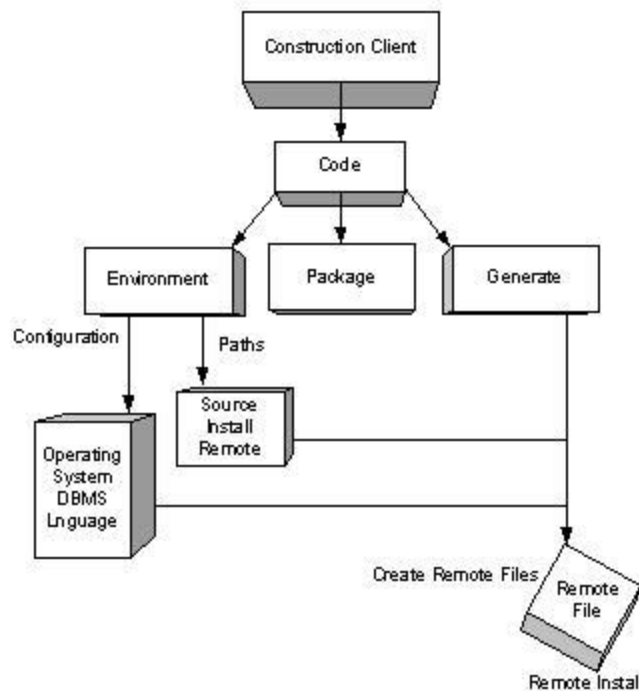 Construction Client
Code
Environment
Package
Generate
Configuration
Paths
Source
Install
Remote
Operating
System
DBMS
Lnguage
Create Remote Files
Remote
File
Remote Instal